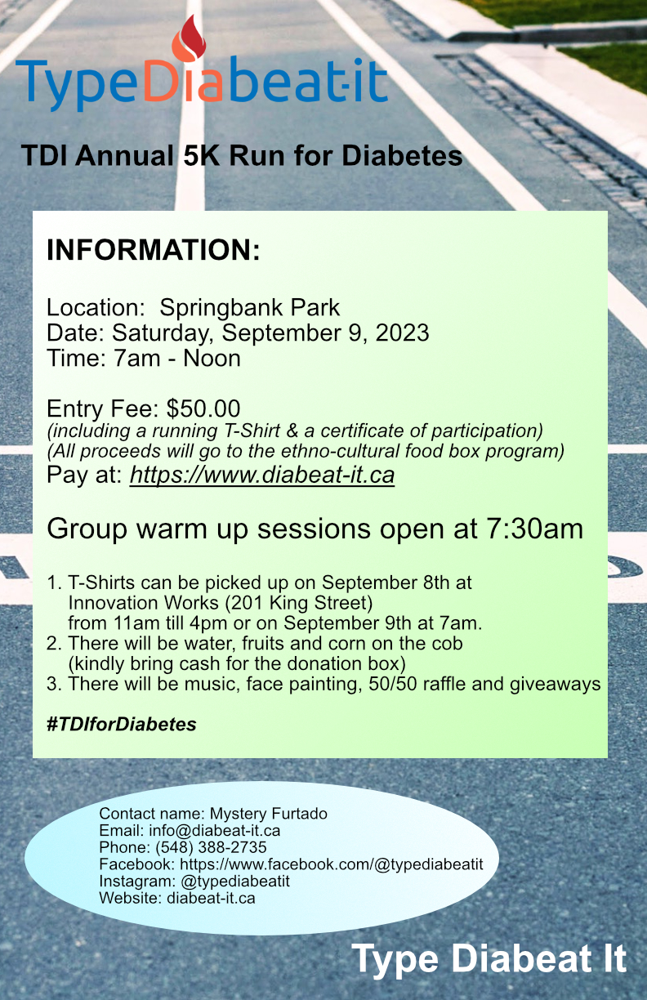 TypeDiabeat-it
TDI Annual 5K Run for Diabetes
INFORMATION:
Location:  Springbank Park
Date: Saturday, September 9, 2023
Time: 7am - Noon
Entry Fee: $50.00
(including a running T-Shirt & a certificate of participation)
(All proceeds will go to the ethno-cultural food box program)
Pay at: https://www.diabeat-it.ca
Group warm up sessions open at 7:30am
1. T-Shirts can be picked up on September 8th at
Innovation Works (201 King Street)
from 11am till 4pm or on September 9th at 7am.
2. There will be water, fruits and corn on the cob
(kindly bring cash for the donation box)
3. There will be music, face painting, 50/50 raffle and giveaways
#TDIforDiabetes
Contact name: Mystery Furtado
Email: info@diabeat-it.ca
Phone: (548) 388-2735
Facebook: https://www.facebook.com/@typediabeatit
Instagram: @typediabeatit
Website: diabeat-it.ca
Type Diabeat It